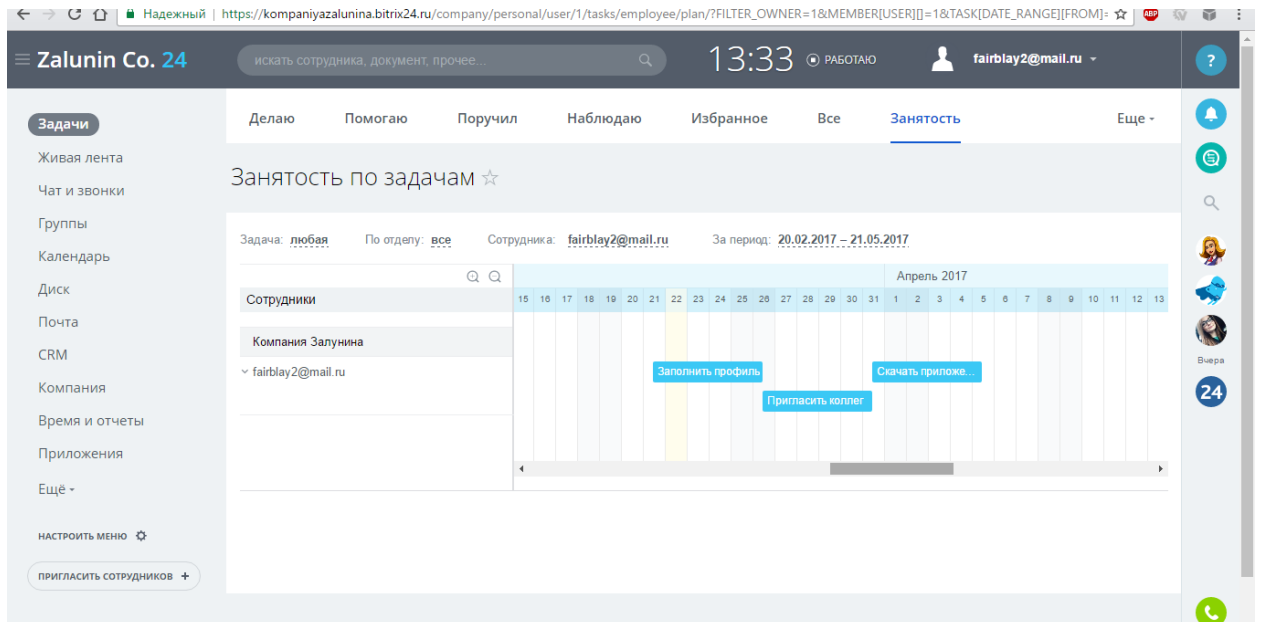 Надежный | https://kompaniyazalunina.bitrix24.ru/company/personal/user/1/tasks/employee/plan/?FILTER_OWNER=1&MEMBER[USER][]=1&TASK[DATE_RANGE][FROM]= ABP
Zalunin Co. 24 искать сотрудника, документ, прочее... 13:33 РАБОТАЮ fairblay2@mail.ru ?
Задачи Делаю Помогаю Поручил Наблюдаю Избранное Все Занятость Еще
Живая лента
Чат и звонки
Занятость по задачам
Группы
Календарь
Задача: любая По отделу: все Сотрудника: fairblay2@mail.ru За период: 20.02.2017 – 21.05.2017
Апрель 2017
Диск
Сотрудники 15 16 17 18 19 20 21 22 23 24 25 26 27 28 29 30 31 1 2 3 4 5 6 7 8 9 10 11 12 13
Почта
Компания Залунина
CRM
Вчера
fairblay2@mail.ru Заполнить профиль Скачать приложе...
Компания
24
Пригласить коллег
Время и отчеты
Приложения
Ещё
НАСТРОИТЬ МЕНЮ
ПРИГЛАСИТЬ СОТРУДНИКОВ +